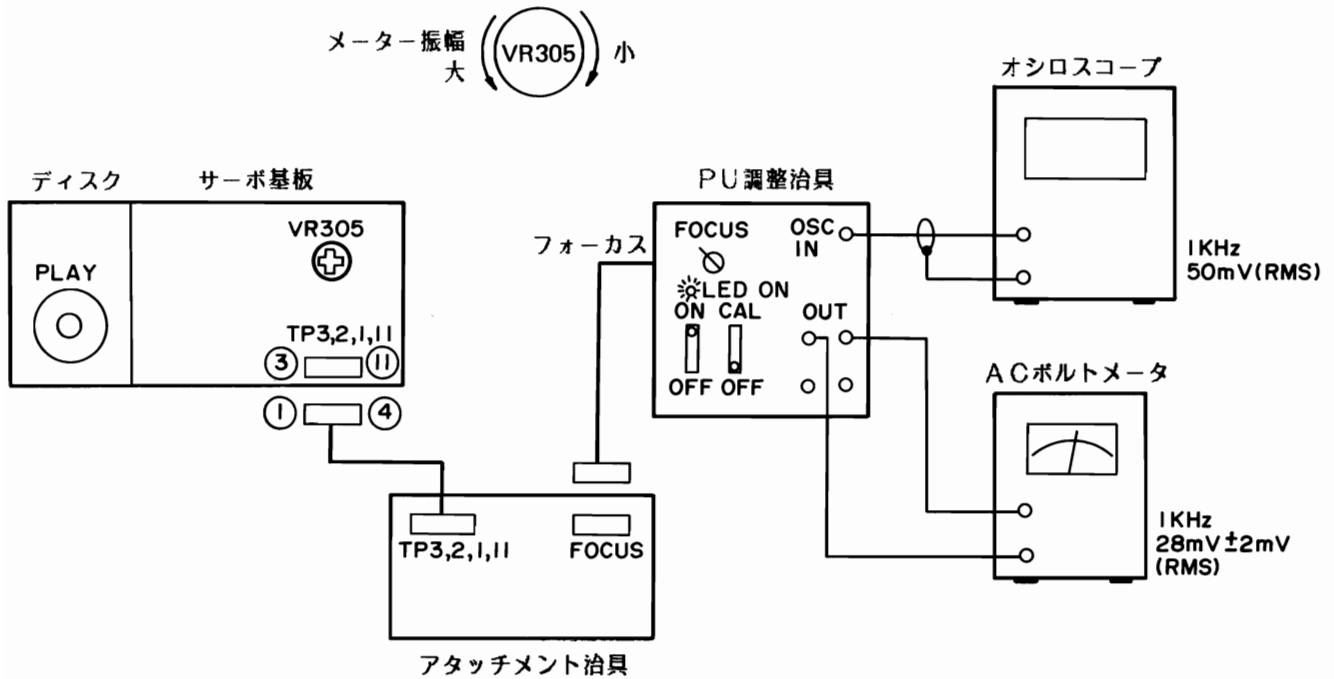 メーター振幅
大
VR305
小
オシロスコープ
1KHz
50mV(RMS)
ディスク
サーボ基板
PLAY
VR305
TP3,2,1,11
③
⑪
①
④
フォーカス
PU調整治具
FOCUS
OSC
IN
LED ON
ON CAL
OUT
OFF OFF
ACボルトメータ
1KHz
28mV±2mV
(RMS)
TP3,2,1,11
FOCUS
アタッチメント治具